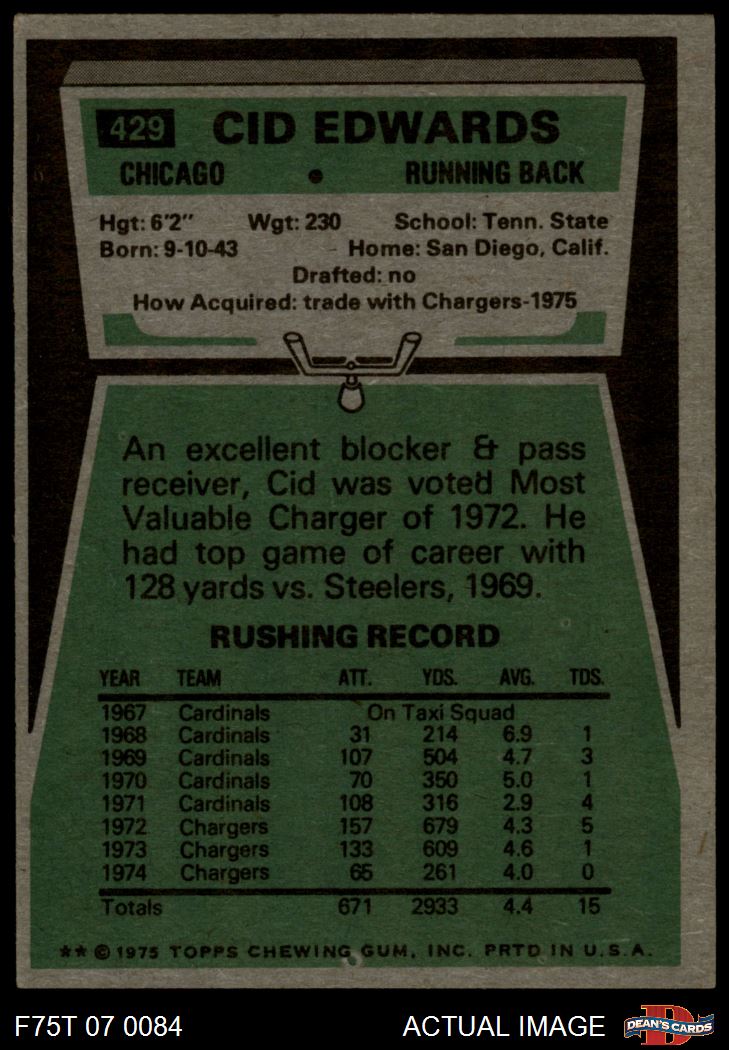 429 CID EDWARDS
CHICAGO • RUNNING BACK
Hgt: 6'2" Wgt: 230 School: Tenn. State
Born: 9-10-43 Home: San Diego, Calif.
Drafted: no
How Acquired: trade with Chargers-1975
An excellent blocker & pass
receiver, Cid was voted Most
Valuable Charger of 1972. He
had top game of career with
128 yards vs. Steelers, 1969.
RUSHING RECORD
YEAR TEAM ATT. YDS. AVG. TDS.
1967 Cardinals On Taxi Squad
1968 Cardinals 31 214 6.9 1
1969 Cardinals 107 504 4.7 3
1970 Cardinals 70 350 5.0 1
1971 Cardinals 108 316 2.9 4
1972 Chargers 157 679 4.3 5
1973 Chargers 133 609 4.6 1
1974 Chargers 65 261 4.0 0
Totals 671 2933 4.4 15
** © 1975 TOPPS CHEWING GUM, INC. PRTD IN U.S.A.
F75T 07 0084 ACTUAL IMAGE D DEAN'S CARDS